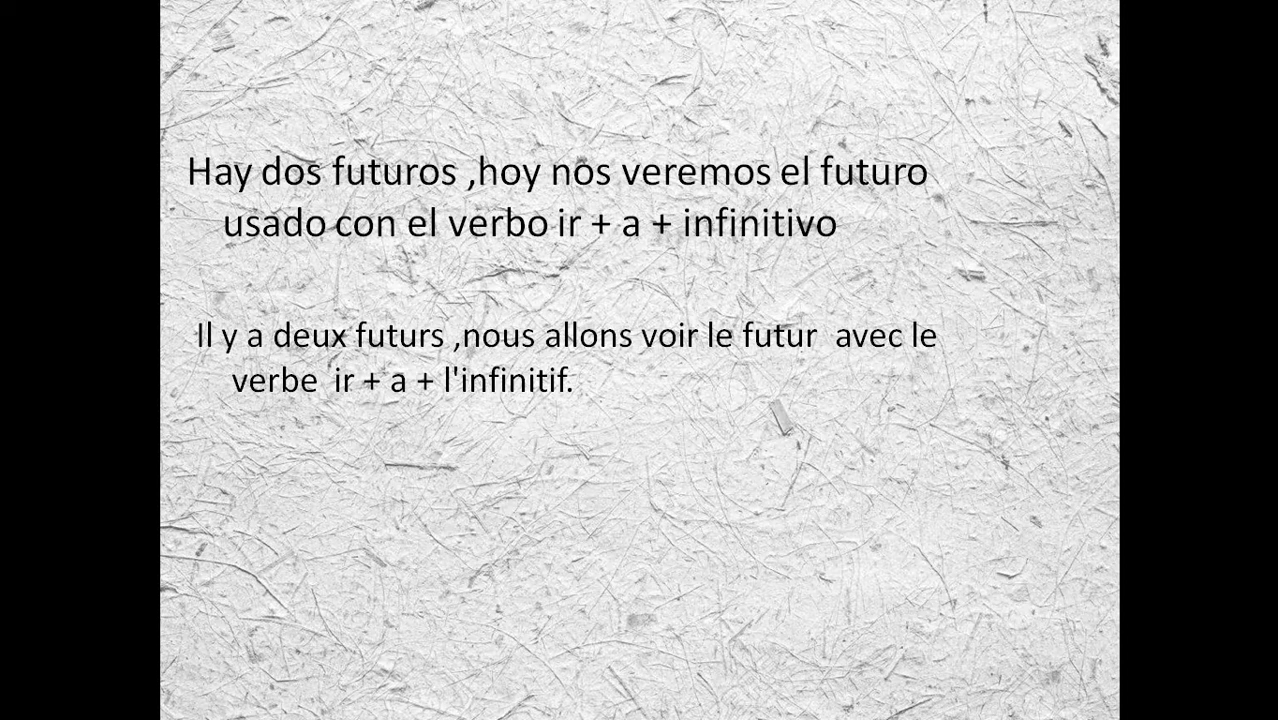 Hay dos futuros ,hoy nos veremos el futuro
usado con el verbo ir + a + infinitivo
Il y a deux futurs ,nous allons voir le futur avec le
verbe ir + a + l'infinitif.